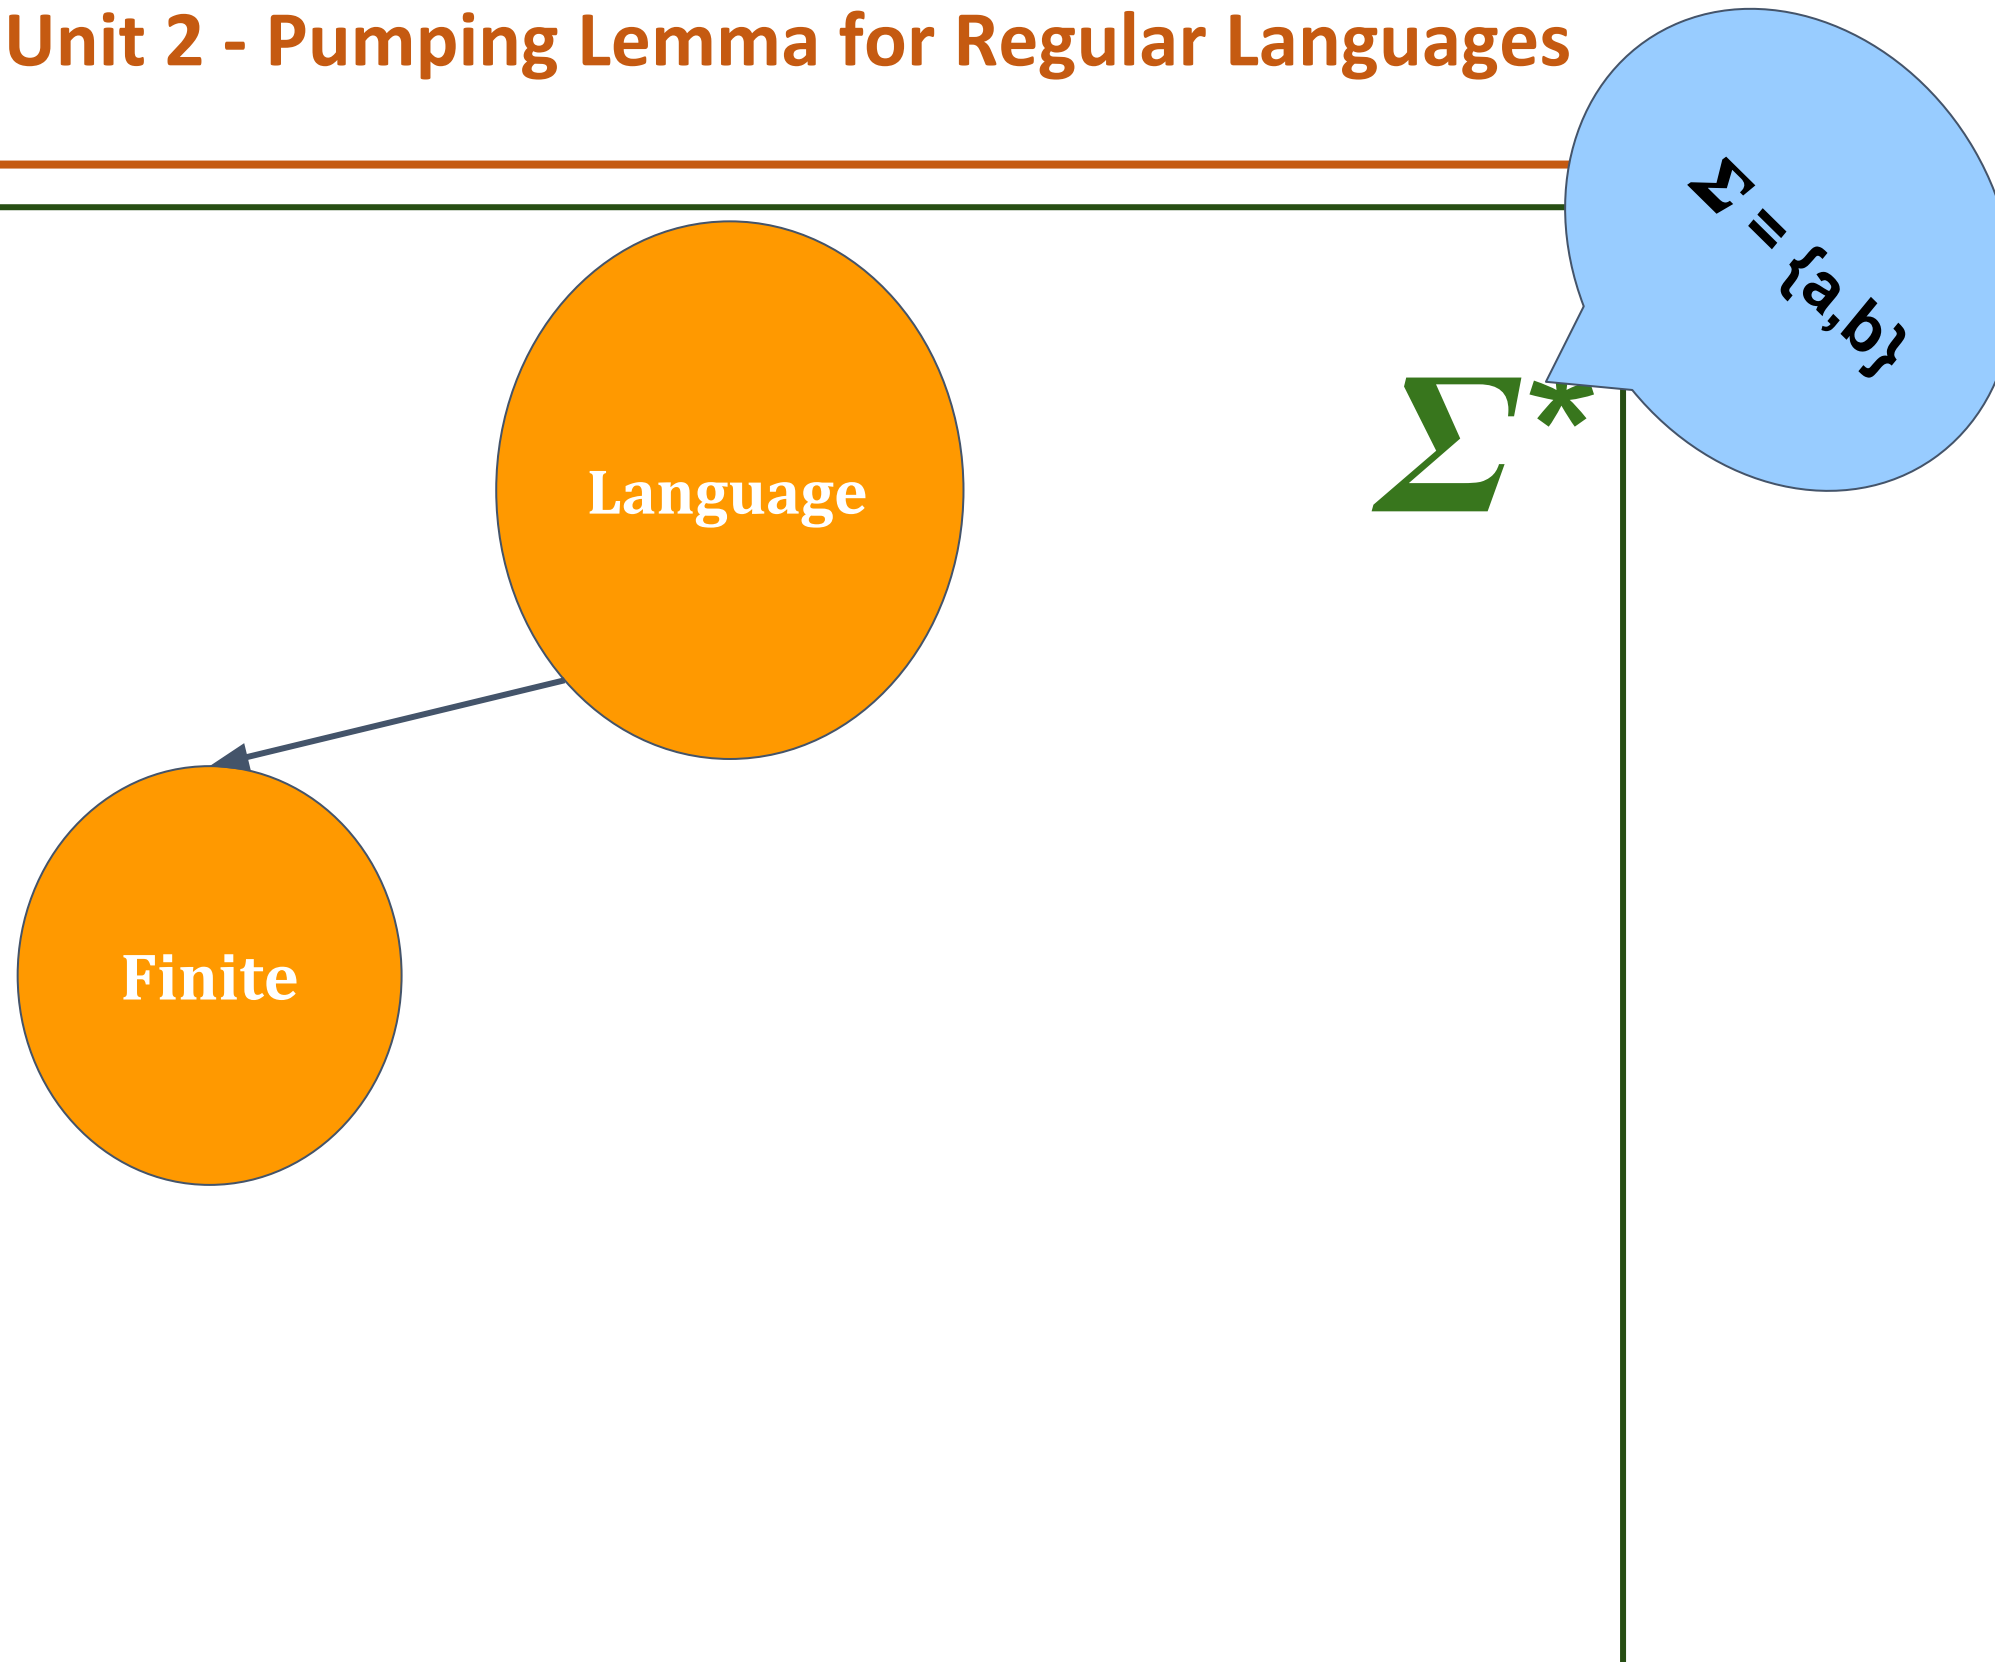 Unit 2 - Pumping Lemma for Regular Languages
Σ = {a,b}
Σ*
Language
Finite